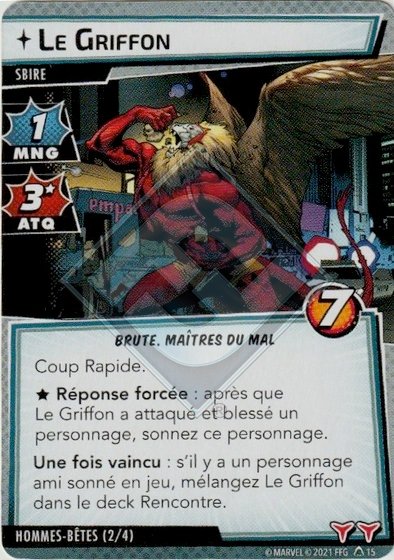 Le Griffon
SBIRE
1
MNG
3★
ATQ
empa
7
BRUTE. MAÎTRES DU MAL
Coup Rapide.
★ Réponse forcée : après que
Le Griffon a attaqué et blessé un
personnage, sonnez ce personnage.
Une fois vaincu : s'il y a un personnage
ami sonné en jeu, mélangez Le Griffon
dans le deck Rencontre.
HOMMES-BÊTES (2/4)
© MARVEL © 2021 FFG 15